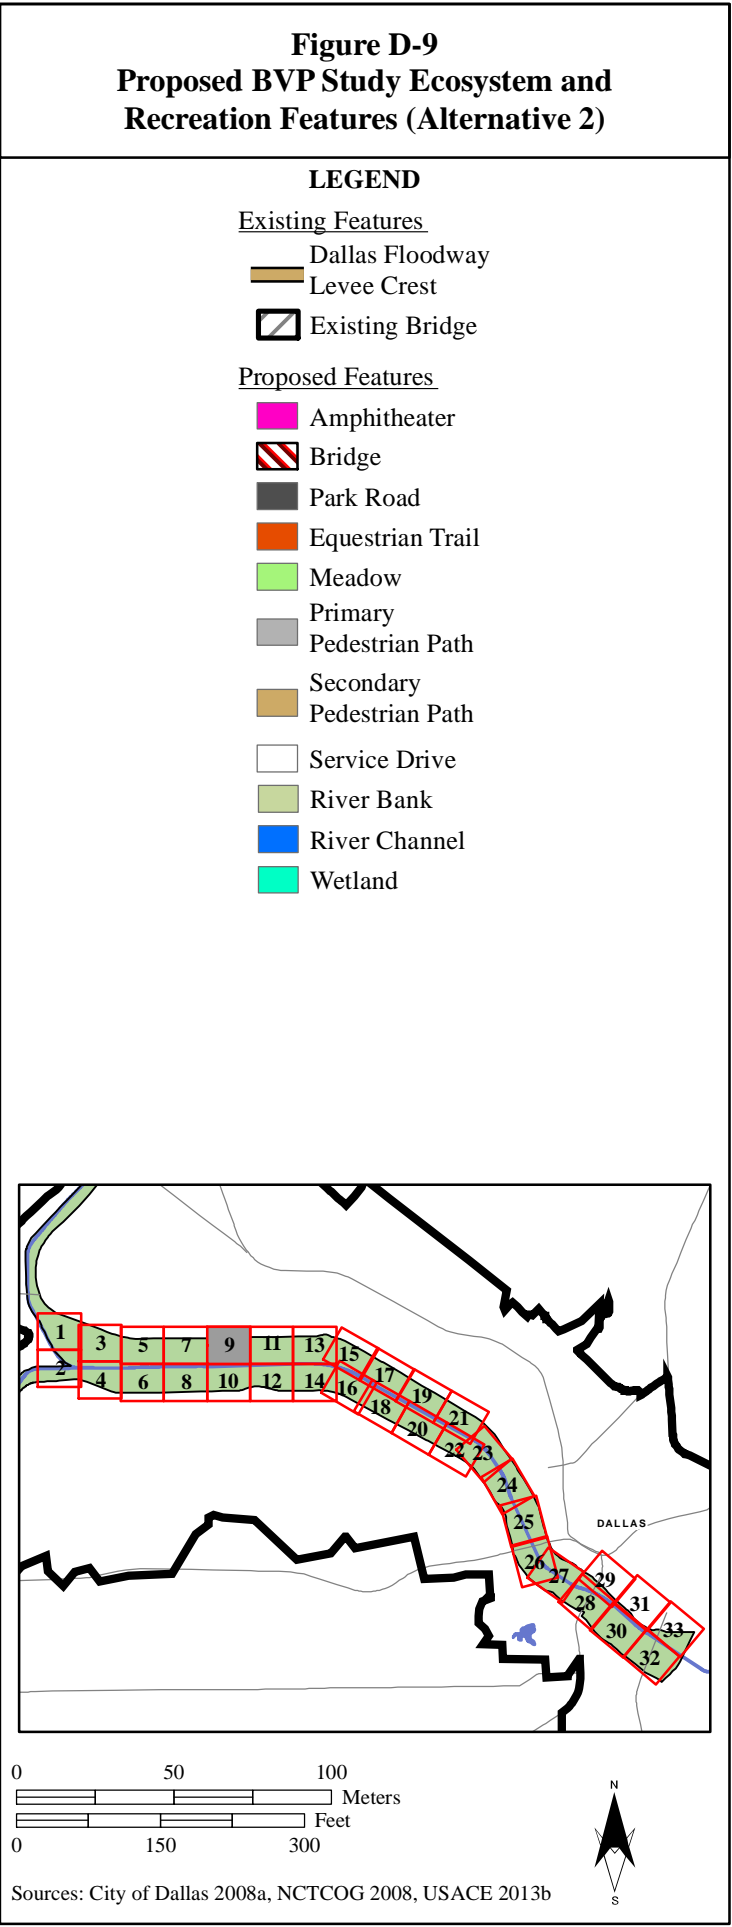 Figure D-9
Proposed BVP Study Ecosystem and
Recreation Features (Alternative 2)
LEGEND
Existing Features
Dallas Floodway
Levee Crest
Existing Bridge
Proposed Features
Amphitheater
Bridge
Park Road
Equestrian Trail
Meadow
Primary
Pedestrian Path
Secondary
Pedestrian Path
Service Drive
River Bank
River Channel
Wetland
1
2
3
4
5
6
7
8
9
10
11
12
13
14
15
16
17
18
19
20
21
22
23
24
25
26
27
28
29
30
31
32
33
DALLAS
0 50 100
Meters
Feet
0 150 300
N
S
Sources: City of Dallas 2008a, NCTCOG 2008, USACE 2013b